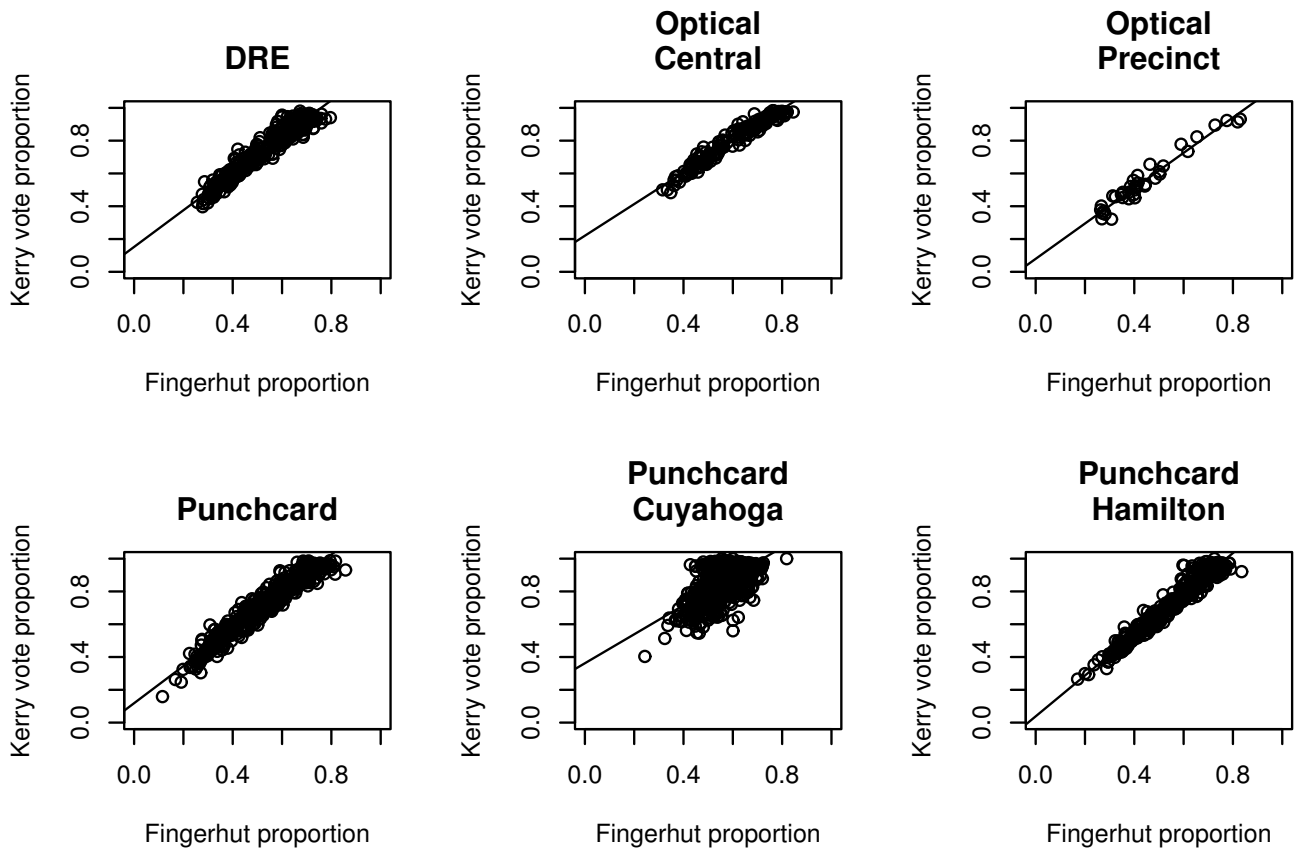 DRE
Kerry vote proportion
0.0 0.4 0.8
0.0 0.4 0.8
Fingerhut proportion
Optical
Central
Kerry vote proportion
0.0 0.4 0.8
0.0 0.4 0.8
Fingerhut proportion
Optical
Precinct
Kerry vote proportion
0.0 0.4 0.8
0.0 0.4 0.8
Fingerhut proportion
Punchcard
Kerry vote proportion
0.0 0.4 0.8
0.0 0.4 0.8
Fingerhut proportion
Punchcard
Cuyahoga
Kerry vote proportion
0.0 0.4 0.8
0.0 0.4 0.8
Fingerhut proportion
Punchcard
Hamilton
Kerry vote proportion
0.0 0.4 0.8
0.0 0.4 0.8
Fingerhut proportion